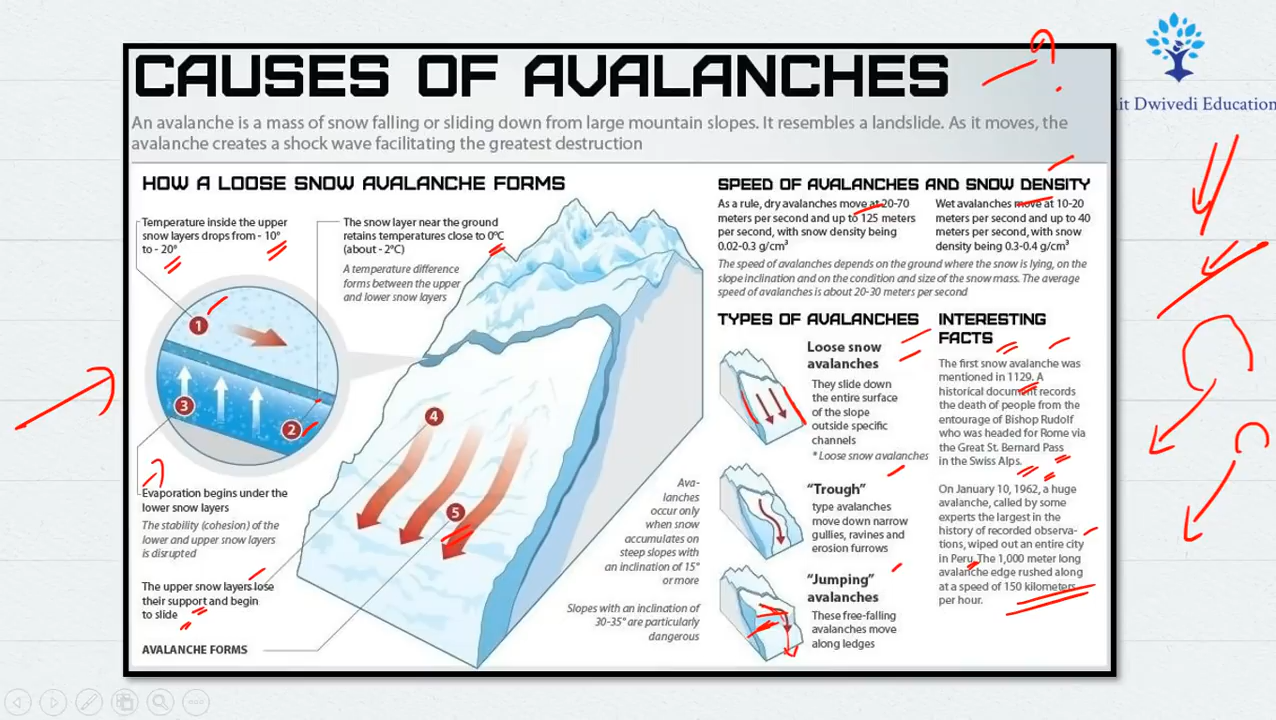 CAUSES OF AVALANCHES
it Dwivedi Education
An avalanche is a mass of snow falling or sliding down from large mountain slopes. It resembles a landslide. As it moves, the
avalanche creates a shock wave facilitating the greatest destruction
HOW A LOOSE SNOW AVALANCHE FORMS
Temperature inside the upper
snow layers drops from - 10°
to - 20°
The snow layer near the ground
retains temperatures close to 0°C
(about - 2°C)
A temperature difference
forms between the upper
and lower snow layers
1
2
3
4
5
Evaporation begins under the
lower snow layers
The stability (cohesion) of the
lower and upper snow layers
is disrupted
The upper snow layers lose
their support and begin
to slide
AVALANCHE FORMS
Ava-
lanches
occur only
when snow
accumulates on
steep slopes with
an inclination of 15°
or more
Slopes with an inclination of
30-35° are particularly
dangerous
SPEED OF AVALANCHES AND SNOW DENSITY
As a rule, dry avalanches move at 20-70
meters per second and up to 125 meters
per second, with snow density being
0.02-0.3 g/cm³
Wet avalanches move at 10-20
meters per second and up to 40
meters per second, with snow
density being 0.3-0.4 g/cm³
The speed of avalanches depends on the ground where the snow is lying, on the
slope inclination and on the condition and size of the snow mass. The average
speed of avalanches is about 20-30 meters per second
TYPES OF AVALANCHES
Loose snow
avalanches
They slide down
the entire surface
of the slope
outside specific
channels
* Loose snow avalanches
"Trough"
type avalanches
move down narrow
gullies, ravines and
erosion furrows
"Jumping"
avalanches
These free-falling
avalanches move
along ledges
INTERESTING
FACTS
The first snow avalanche was
mentioned in 1129. A
historical document records
the death of people from the
entourage of Bishop Rudolf
who was headed for Rome via
the Great St. Bernard Pass
in the Swiss Alps.
On January 10, 1962, a huge
avalanche, called by some
experts the largest in the
history of recorded observa-
tions, wiped out an entire city
in Peru. The 1,000 meter long
avalanche edge rushed along
at a speed of 150 kilometers
per hour.